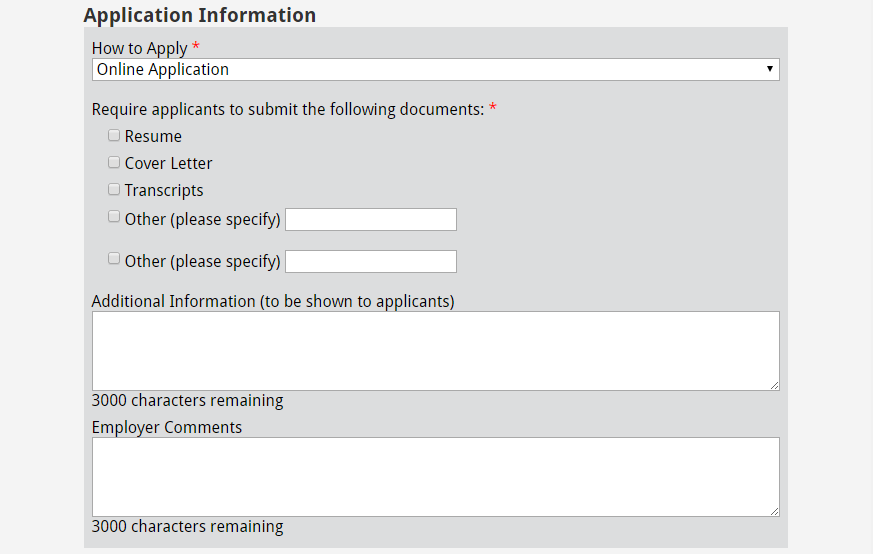 Application Information
How to Apply *
Online Application
Require applicants to submit the following documents: *
Resume
Cover Letter
Transcripts
Other (please specify)
Other (please specify)
Additional Information (to be shown to applicants)
3000 characters remaining
Employer Comments
3000 characters remaining